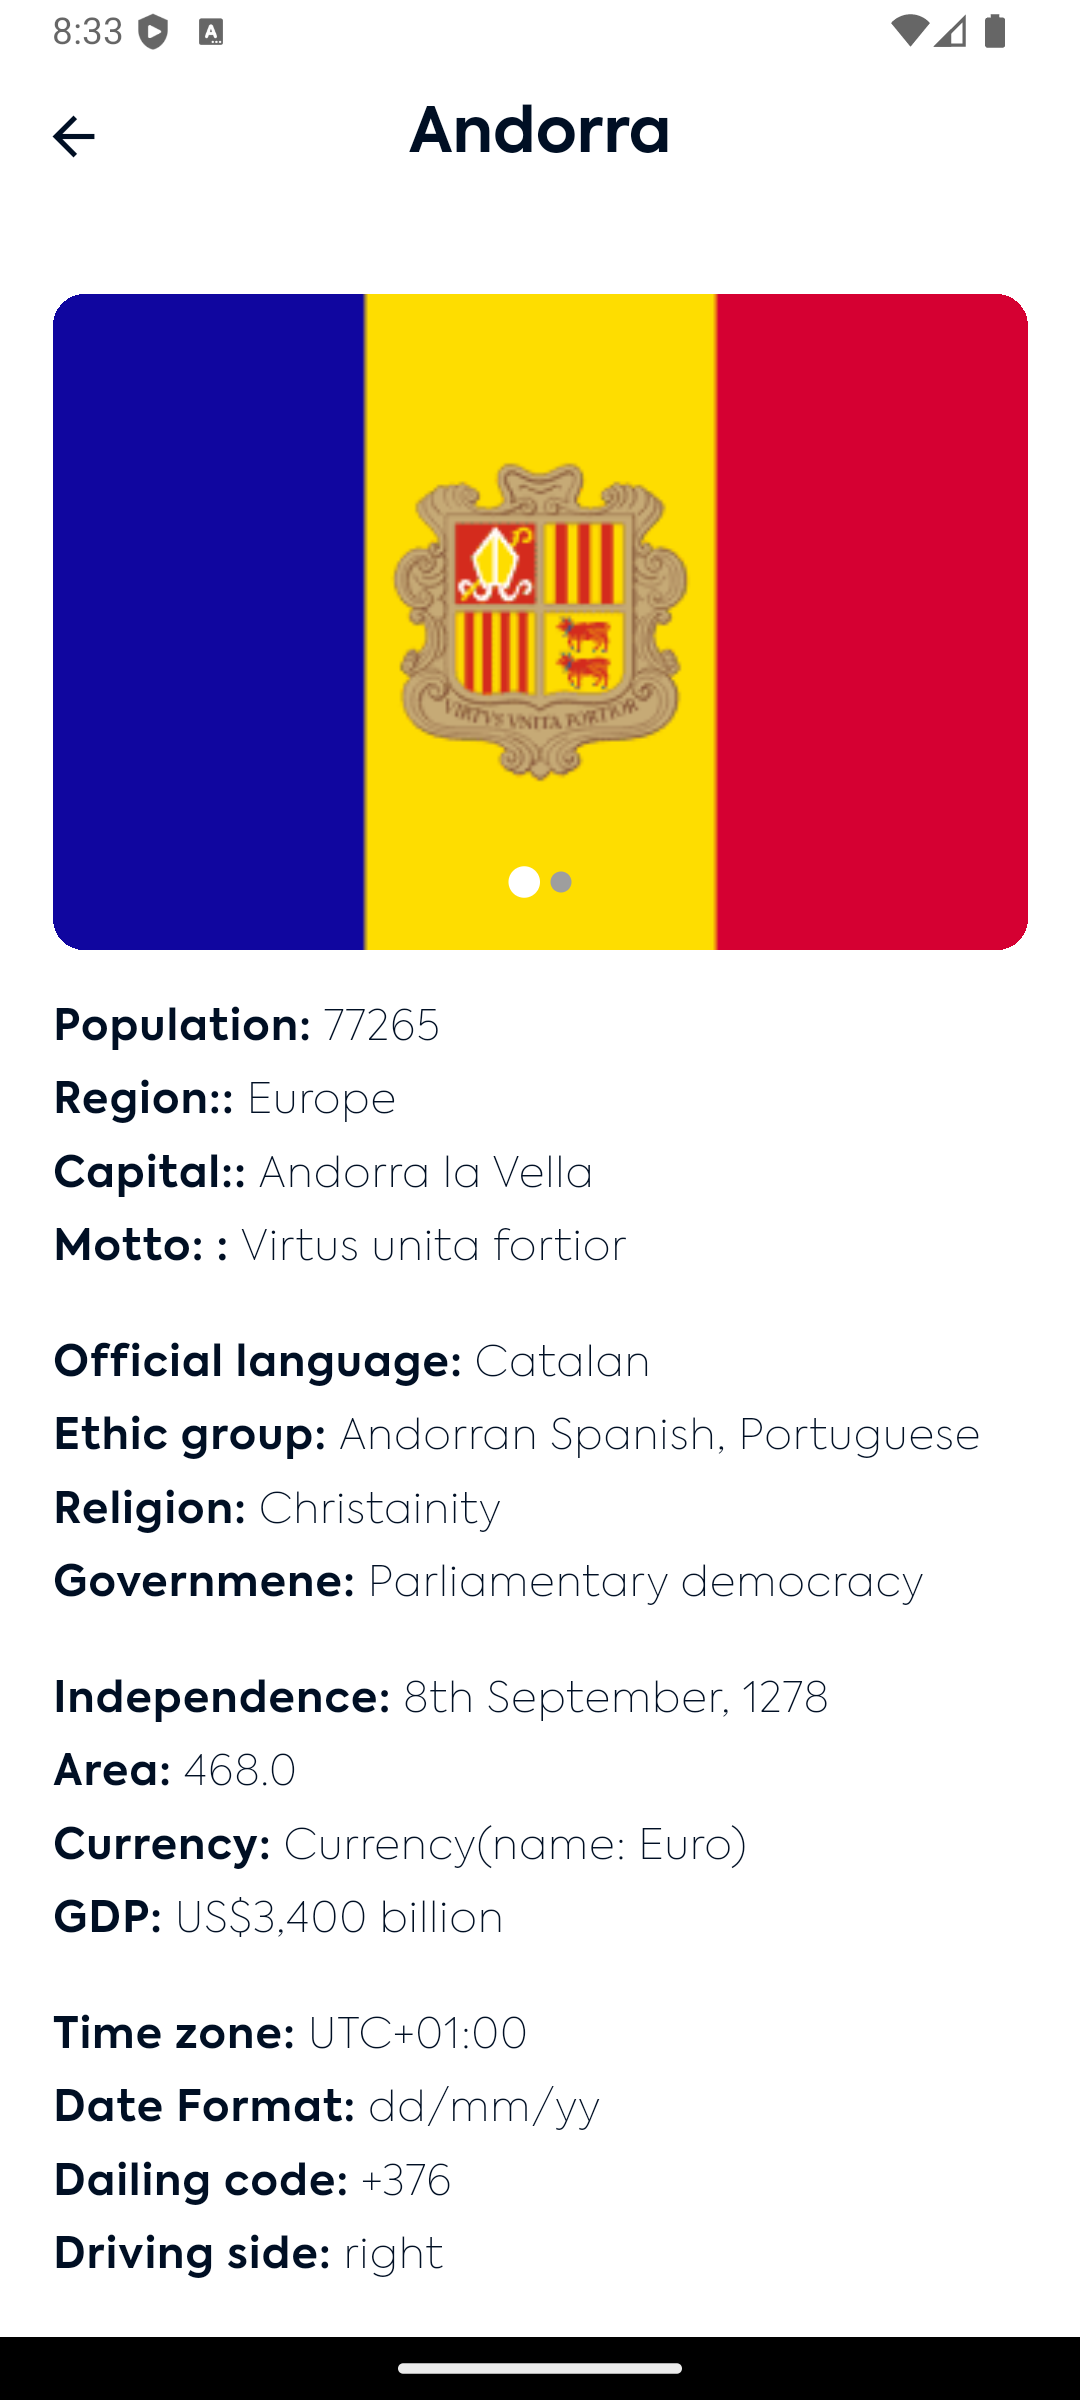 8:33
Andorra
VIRTVS VNITA FORTIOR
Population: 77265
Region:: Europe
Capital:: Andorra la Vella
Motto: : Virtus unita fortior
Official language: Catalan
Ethic group: Andorran Spanish, Portuguese
Religion: Christainity
Governmene: Parliamentary democracy
Independence: 8th September, 1278
Area: 468.0
Currency: Currency(name: Euro)
GDP: US$3,400 billion
Time zone: UTC+01:00
Date Format: dd/mm/yy
Dailing code: +376
Driving side: right